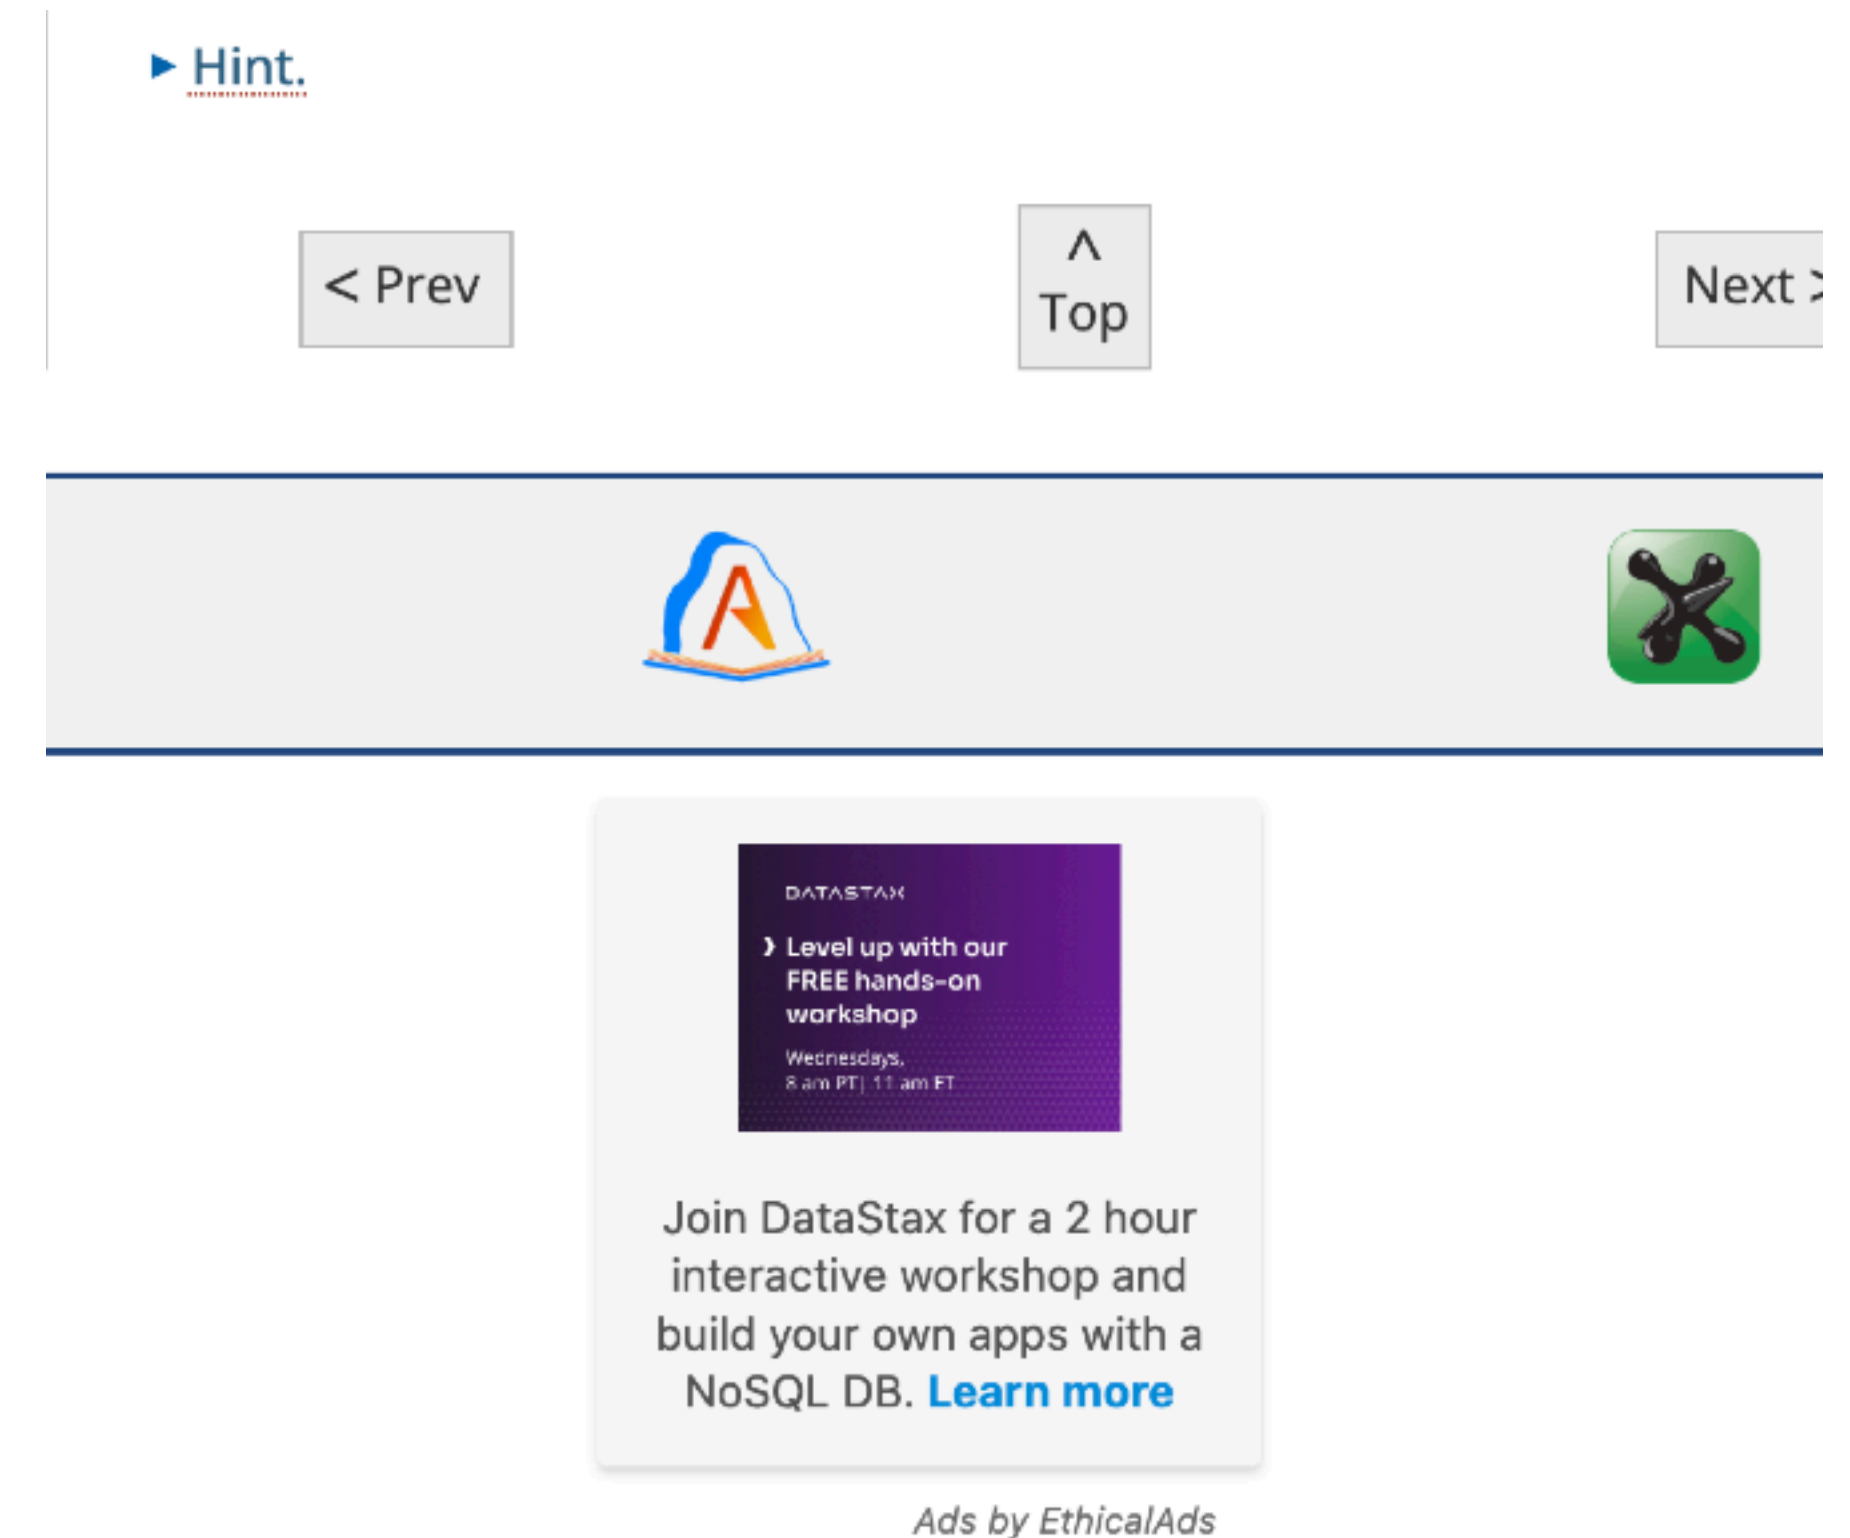 ► Hint.
< Prev
^
Top
Next >
DATASTAX
❯ Level up with our
FREE hands-on
workshop
Wednesdays,
8 am PT| 11 am ET
Join DataStax for a 2 hour
interactive workshop and
build your own apps with a
NoSQL DB. Learn more
Ads by EthicalAds